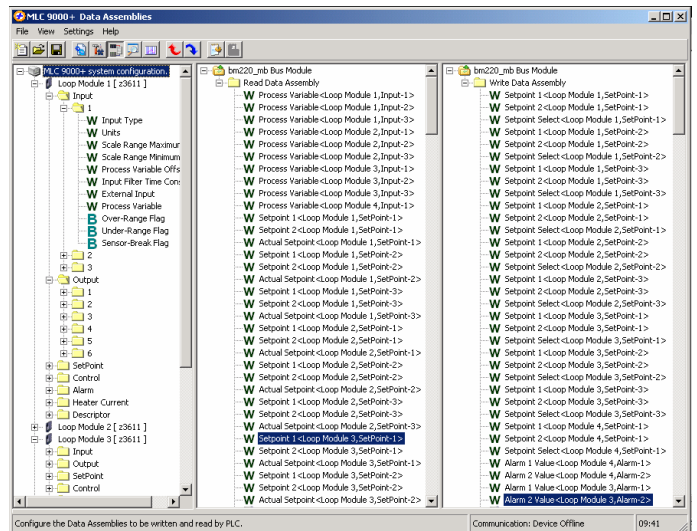 MLC 9000+ Data Assemblies
File View Settings Help
MLC 9000+ system configuration.
Loop Module 1 [ z3611 ]
Input
1
W Input Type
W Units
W Scale Range Maximur
W Scale Range Minimum
W Process Variable Offs
W Input Filter Time Cons
W External Input
W Process Variable
B Over-Range Flag
B Under-Range Flag
B Sensor-Break Flag
2
3
Output
1
2
3
4
5
6
SetPoint
Control
Alarm
Heater Current
Descriptor
Loop Module 2 [ z3611 ]
Loop Module 3 [ z3611 ]
Input
Output
SetPoint
Control
bm220_mb Bus Module
Read Data Assembly
W Process Variable<Loop Module 1,Input-1>
W Process Variable<Loop Module 1,Input-2>
W Process Variable<Loop Module 1,Input-3>
W Process Variable<Loop Module 2,Input-1>
W Process Variable<Loop Module 2,Input-2>
W Process Variable<Loop Module 2,Input-3>
W Process Variable<Loop Module 3,Input-1>
W Process Variable<Loop Module 3,Input-2>
W Process Variable<Loop Module 3,Input-3>
W Process Variable<Loop Module 4,Input-1>
W Setpoint 1<Loop Module 1,SetPoint-1>
W Setpoint 2<Loop Module 1,SetPoint-1>
W Actual Setpoint<Loop Module 1,SetPoint-1>
W Setpoint 1<Loop Module 1,SetPoint-2>
W Setpoint 2<Loop Module 1,SetPoint-2>
W Actual Setpoint<Loop Module 1,SetPoint-2>
W Setpoint 1<Loop Module 1,SetPoint-3>
W Setpoint 2<Loop Module 1,SetPoint-3>
W Actual Setpoint<Loop Module 1,SetPoint-3>
W Setpoint 1<Loop Module 2,SetPoint-1>
W Setpoint 2<Loop Module 2,SetPoint-1>
W Actual Setpoint<Loop Module 2,SetPoint-1>
W Setpoint 1<Loop Module 2,SetPoint-2>
W Setpoint 2<Loop Module 2,SetPoint-2>
W Actual Setpoint<Loop Module 2,SetPoint-2>
W Setpoint 1<Loop Module 2,SetPoint-3>
W Setpoint 2<Loop Module 2,SetPoint-3>
W Actual Setpoint<Loop Module 2,SetPoint-3>
W Setpoint 1<Loop Module 3,SetPoint-1>
W Setpoint 2<Loop Module 3,SetPoint-1>
W Actual Setpoint<Loop Module 3,SetPoint-1>
W Setpoint 1<Loop Module 3,SetPoint-2>
W Setpoint 2<Loop Module 3,SetPoint-2>
W Actual Setpoint<Loop Module 3,SetPoint-2>
bm220_mb Bus Module
Write Data Assembly
W Setpoint 1<Loop Module 1,SetPoint-1>
W Setpoint 2<Loop Module 1,SetPoint-1>
W Setpoint Select<Loop Module 1,SetPoint-1>
W Setpoint 1<Loop Module 1,SetPoint-2>
W Setpoint 2<Loop Module 1,SetPoint-2>
W Setpoint Select<Loop Module 1,SetPoint-2>
W Setpoint 1<Loop Module 1,SetPoint-3>
W Setpoint 2<Loop Module 1,SetPoint-3>
W Setpoint Select<Loop Module 1,SetPoint-3>
W Setpoint 1<Loop Module 2,SetPoint-1>
W Setpoint 2<Loop Module 2,SetPoint-1>
W Setpoint Select<Loop Module 2,SetPoint-1>
W Setpoint 1<Loop Module 2,SetPoint-2>
W Setpoint 2<Loop Module 2,SetPoint-2>
W Setpoint Select<Loop Module 2,SetPoint-2>
W Setpoint 1<Loop Module 2,SetPoint-3>
W Setpoint 2<Loop Module 2,SetPoint-3>
W Setpoint Select<Loop Module 2,SetPoint-3>
W Setpoint 1<Loop Module 3,SetPoint-1>
W Setpoint 2<Loop Module 3,SetPoint-1>
W Setpoint Select<Loop Module 3,SetPoint-1>
W Setpoint 1<Loop Module 3,SetPoint-2>
W Setpoint 2<Loop Module 3,SetPoint-2>
W Setpoint Select<Loop Module 3,SetPoint-2>
W Setpoint 1<Loop Module 3,SetPoint-3>
W Setpoint 2<Loop Module 3,SetPoint-3>
W Setpoint Select<Loop Module 3,SetPoint-3>
W Setpoint 1<Loop Module 4,SetPoint-1>
W Setpoint 2<Loop Module 4,SetPoint-1>
W Setpoint Select<Loop Module 4,SetPoint-1>
W Alarm 1 Value<Loop Module 4,Alarm-1>
W Alarm 2 Value<Loop Module 4,Alarm-2>
W Alarm 1 Value<Loop Module 3,Alarm-1>
W Alarm 2 Value<Loop Module 3,Alarm-2>
Configure the Data Assemblies to be written and read by PLC.
Communication: Device Offline
09:41